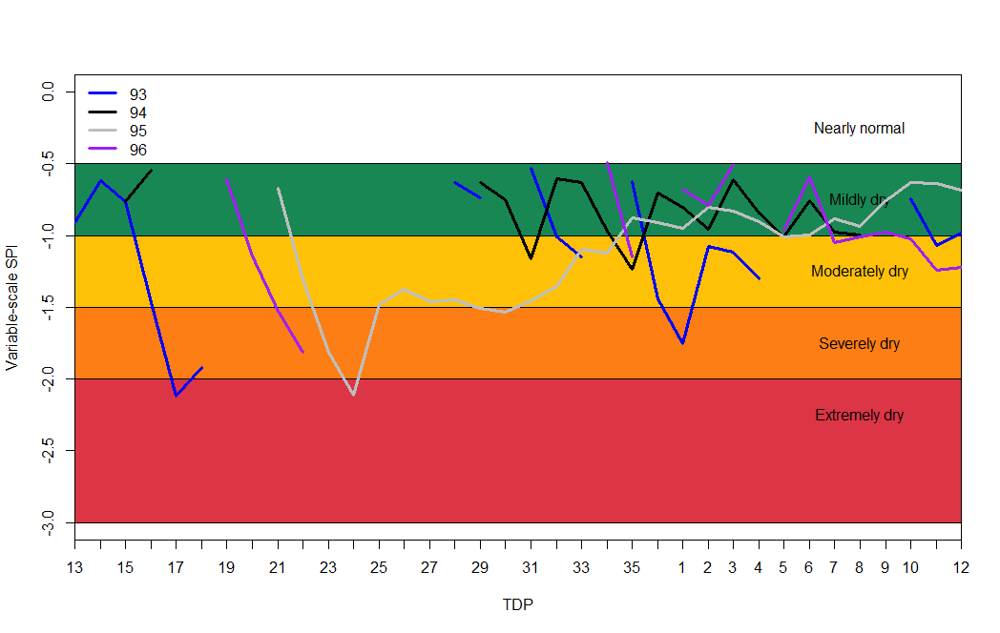 93
94
95
96
Nearly normal
Mildly dry
Moderately dry
Severely dry
Extremely dry
Variable-scale SPI
0.0
-0.5
-1.0
-1.5
-2.0
-2.5
-3.0
13 15 17 19 21 23 25 27 29 31 33 35 1 2 3 4 5 6 7 8 9 10 12
TDP